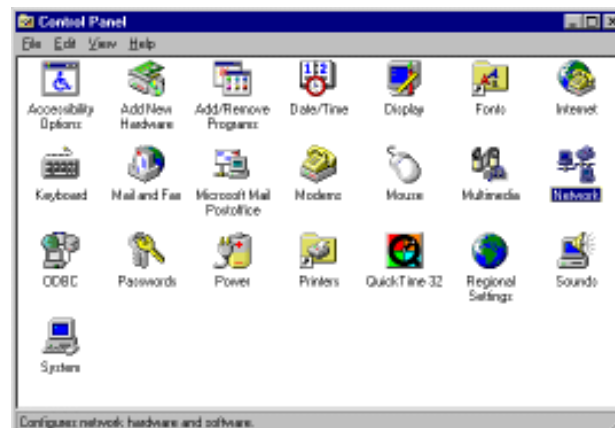 Control Panel
File Edit View Help
Accessibility Options
Add New Hardware
Add/Remove Programs
Date/Time
Display
Fonts
Internet
Keyboard
Mail and Fax
Microsoft Mail Postoffice
Modems
Mouse
Multimedia
Network
ODBC
Passwords
Power
Printers
QuickTime 32
Regional Settings
Sounds
System
Configures network hardware and software.